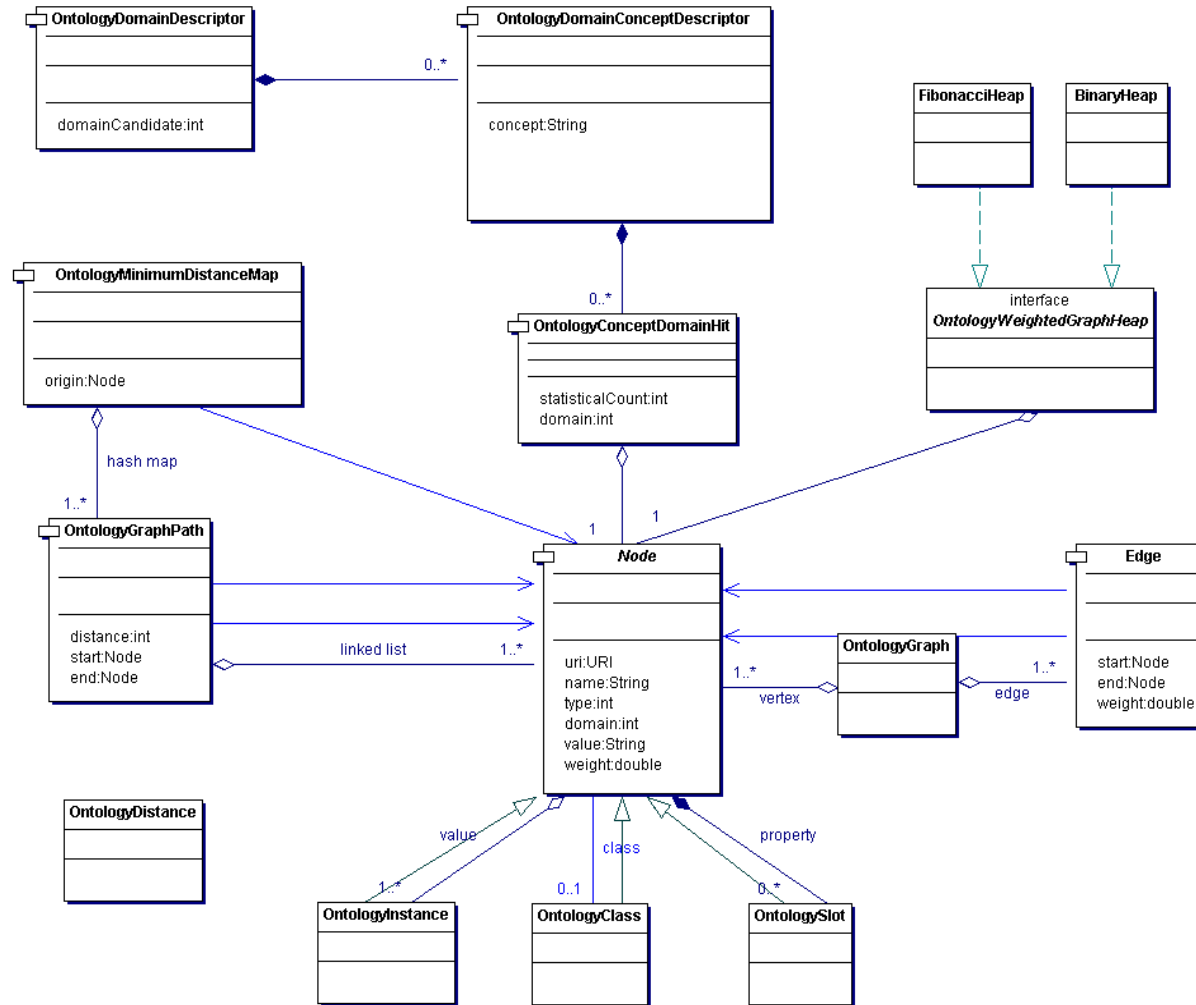 OntologyDomainDescriptor
domainCandidate:int
0..*
OntologyDomainConceptDescriptor
concept:String
FibonacciHeap
BinaryHeap
OntologyMinimumDistanceMap
origin:Node
0..*
OntologyConceptDomainHit
statisticalCount:int
domain:int
interface
OntologyWeightedGraphHeap
hash map
1..*
1
1
OntologyGraphPath
distance:int
start:Node
end:Node
linked list
1..*
Node
uri:URI
name:String
type:int
domain:int
value:String
weight:double
1..*
vertex
OntologyGraph
1..*
edge
Edge
start:Node
end:Node
weight:double
OntologyDistance
value
1..*
class
0..1
property
0..*
OntologyInstance
OntologyClass
OntologySlot